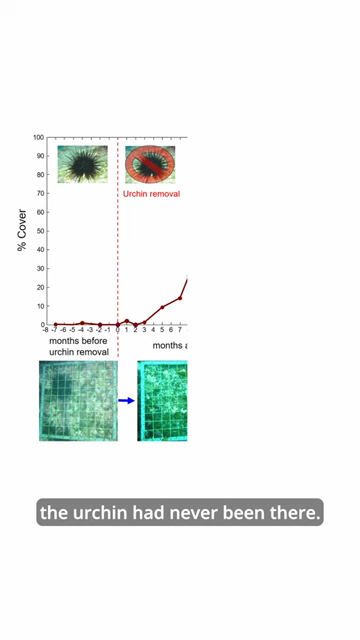 100
90
80
70
60
50
40
30
20
10
0
% Cover
Urchin removal
-8 -7 -6 -5 -4 -3 -2 -1 0 1 2 3 4 5 6 7
months before
urchin removal
months a
the urchin had never been there.